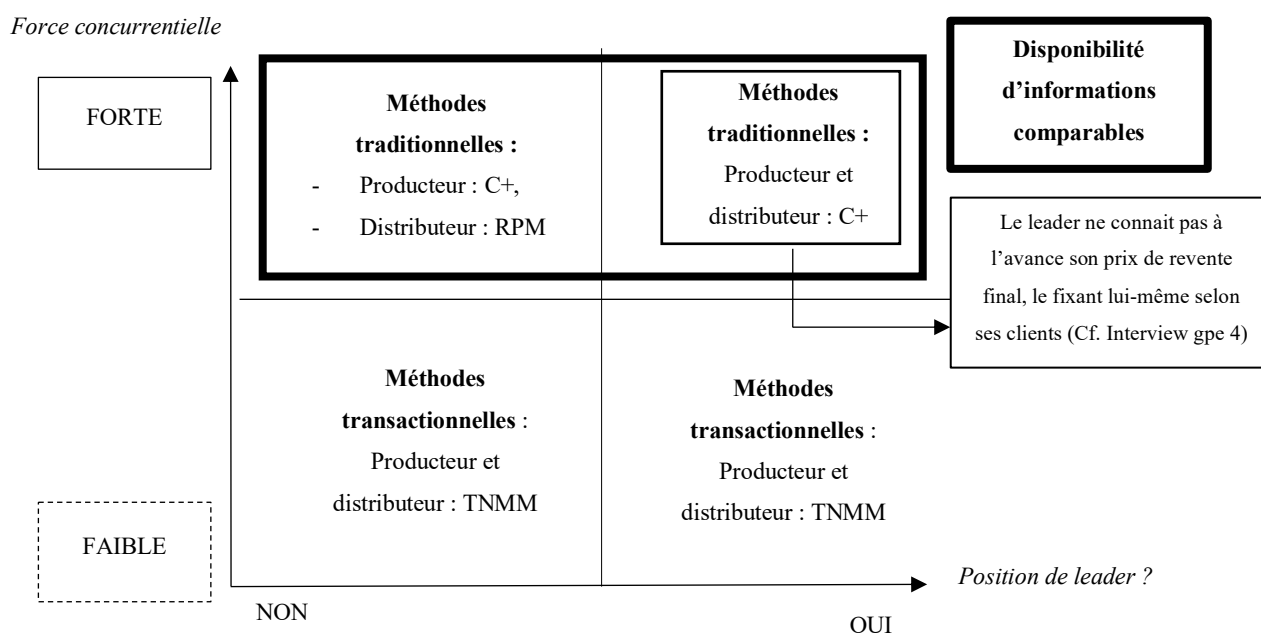 Force concurrentielle
FORTE
Méthodes
traditionnelles :
- Producteur : C+,
- Distributeur : RPM
Méthodes
traditionnelles :
Producteur et
distributeur : C+
Disponibilité
d’informations
comparables
Le leader ne connait pas à
l’avance son prix de revente
final, le fixant lui-même selon
ses clients (Cf. Interview gpe 4)
Méthodes
transactionnelles :
Producteur et
distributeur : TNMM
Méthodes
transactionnelles :
Producteur et
distributeur : TNMM
FAIBLE
Position de leader ?
NON
OUI